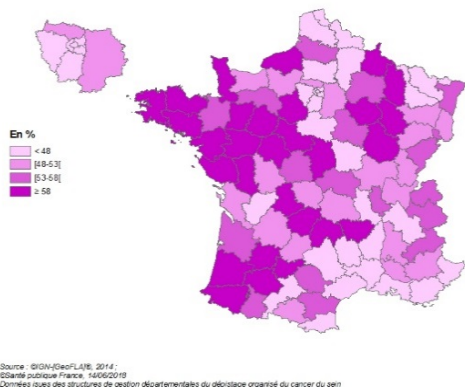 En %
< 48
[48-53[
[53-58[
≥ 58
Source : ©IGN-[GeoFLA]®, 2014 ;
©Santé publique France, 14/06/2018
Données issues des structures de gestion départementales du dépistage organisé du cancer du sein